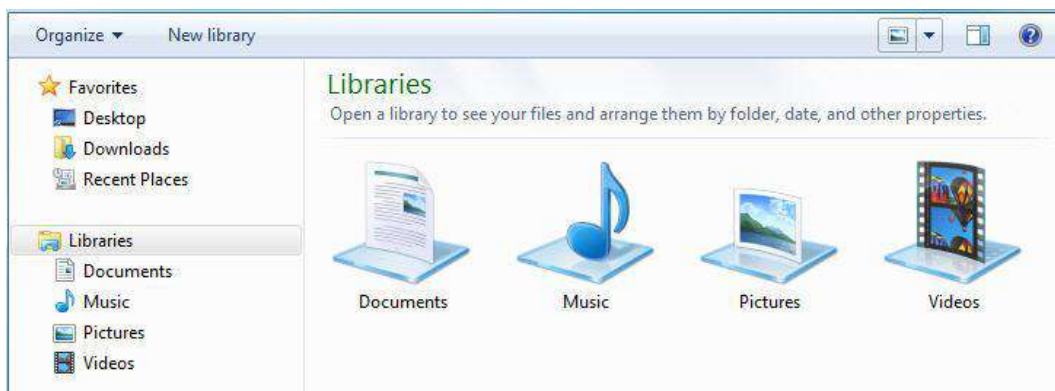 Organize New library
Favorites
Desktop
Downloads
Recent Places
Libraries
Documents
Music
Pictures
Videos
Libraries
Open a library to see your files and arrange them by folder, date, and other properties.
Documents Music Pictures Videos